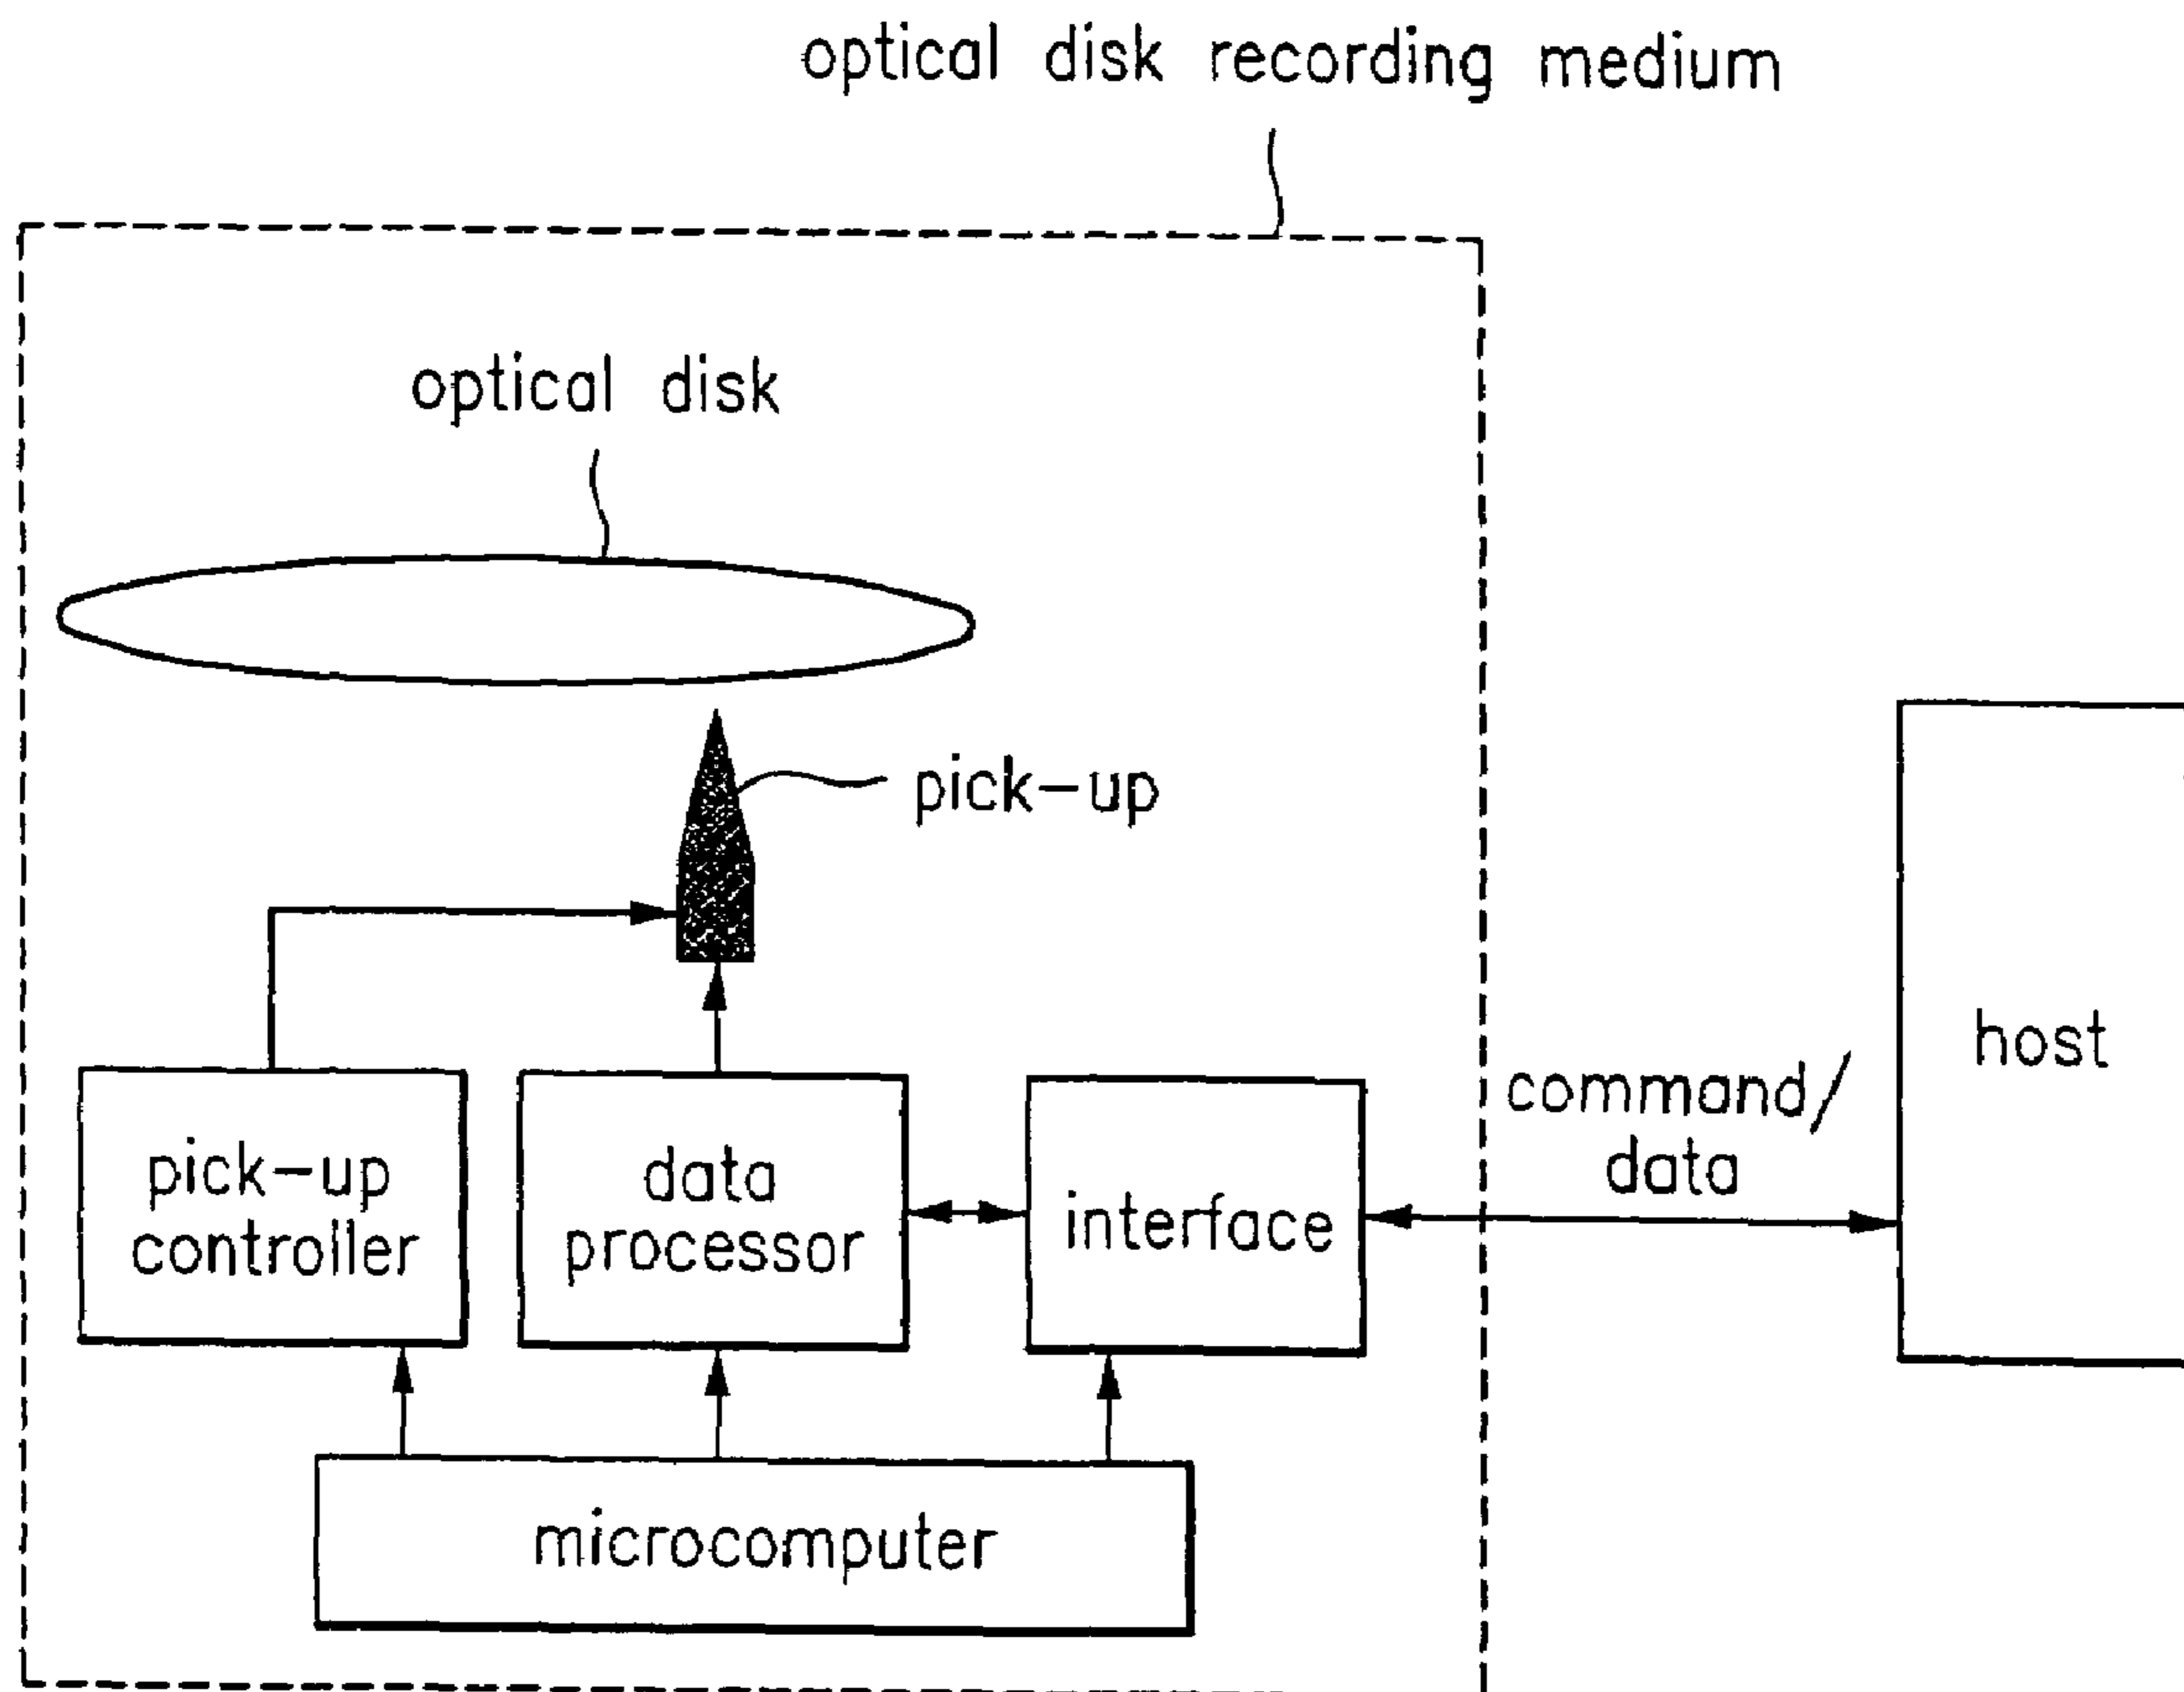 optical disk recording medium
optical disk
pick-up
host
command/
data
pick-up
controller
data
processor
interface
microcomputer